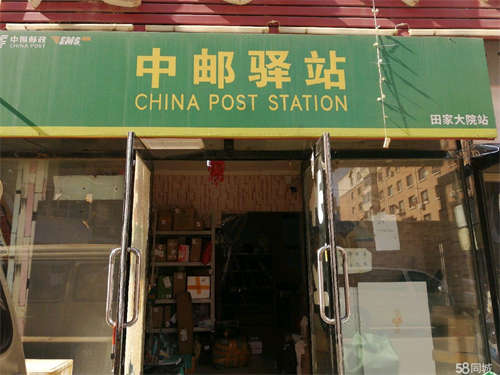 中国邮政 EMS
CHINA POST
中邮驿站
CHINA POST STATION
田家大院站
58同城